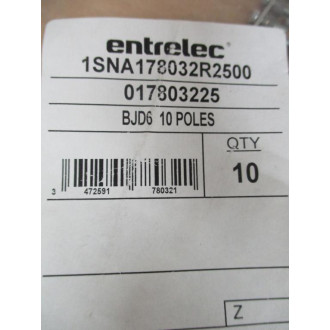 entrelec®
1SNA178032R2500
017803225
BJD6 10 POLES
QTY
10
3 472591 780321
Z